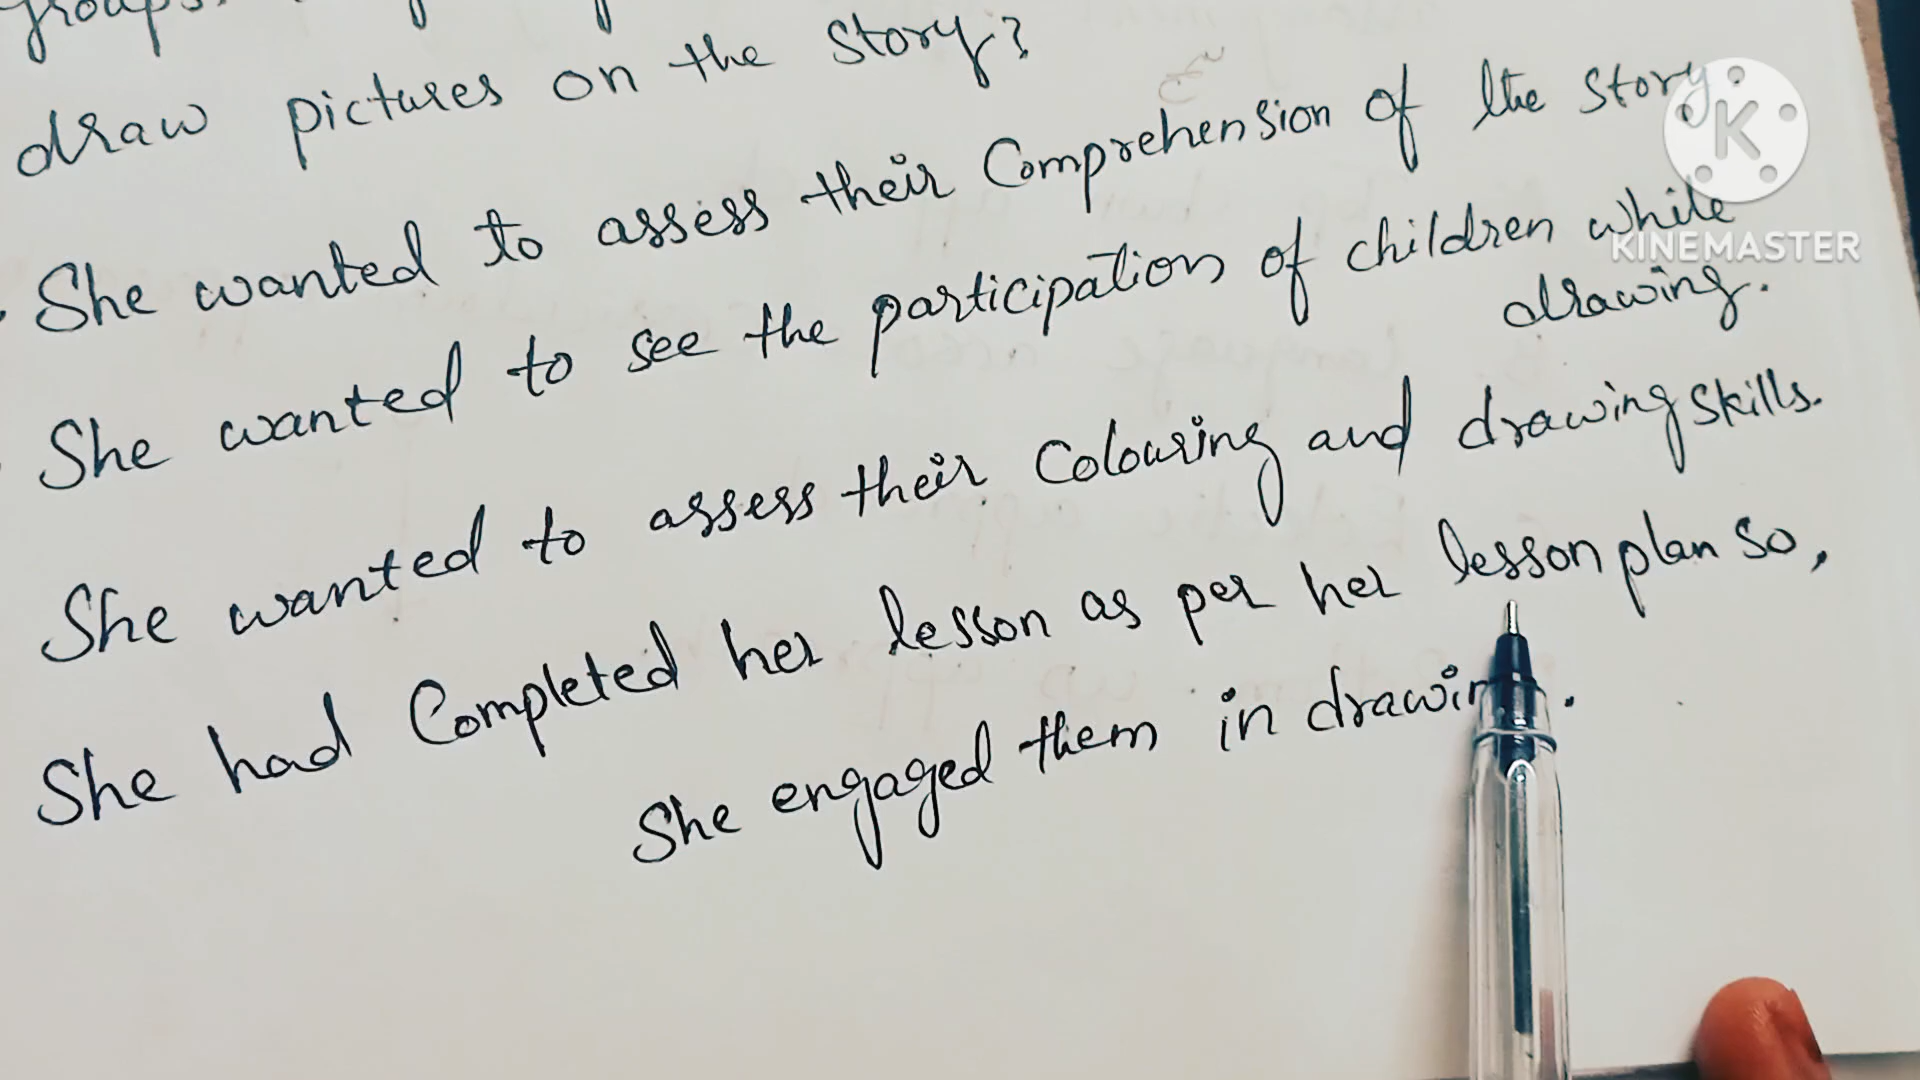 groups.
draw pictures on the story?
She wanted to assess their Comprehension of the story.
She wanted to see the participation of children while
drawing.
She wanted to assess their Colouring and drawing skills.
She had Completed her lesson as per her lesson plan so,
She engaged them in drawing.
K
KINEMASTER